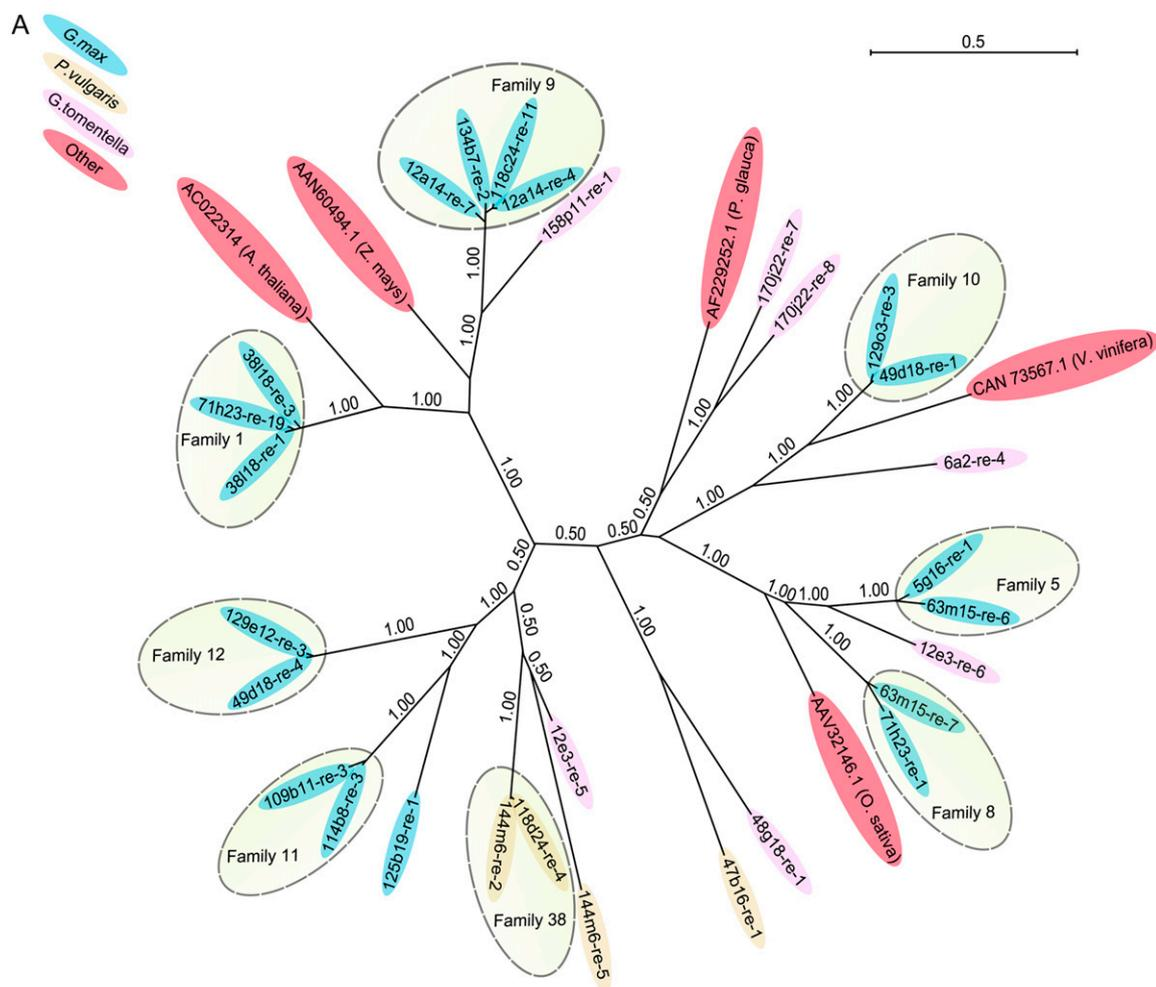 A
G.max
P.vulgaris
G.tomentella
Other
0.5
Family 9
134b7-re-2
118c24-re-11
12a14-re-7
12a14-re-4
158p11-re-1
1.00
1.00
AAN60494.1 (Z. mays)
AC022314 (A. thaliana)
38l18-re-3
71h23-re-19
Family 1
38l18-re-1
1.00
1.00
1.00
AF229252.1 (P. glauca)
170j22-re-7
170j22-re-8
1.00
0.50
Family 10
129o3-re-3
49d18-re-1
CAN 73567.1 (V. vinifera)
1.00
1.00
6a2-re-4
1.00
0.50
0.50
0.50
1.00
1.00
1.00
1.00
5g16-re-1
Family 5
63m15-re-6
12e3-re-6
1.00
63m15-re-7
71h23-re-1
Family 8
AAV32146.1 (O. sativa)
1.00
48g18-re-1
47b16-re-1
1.00
129e12-re-3
Family 12
49d18-re-4
1.00
1.00
1.00
109b11-re-3
114b8-re-3
Family 11
125b19-re-1
0.50
0.50
1.00
12e3-re-5
118d24-re-4
144m6-re-2
Family 38
144m6-re-5